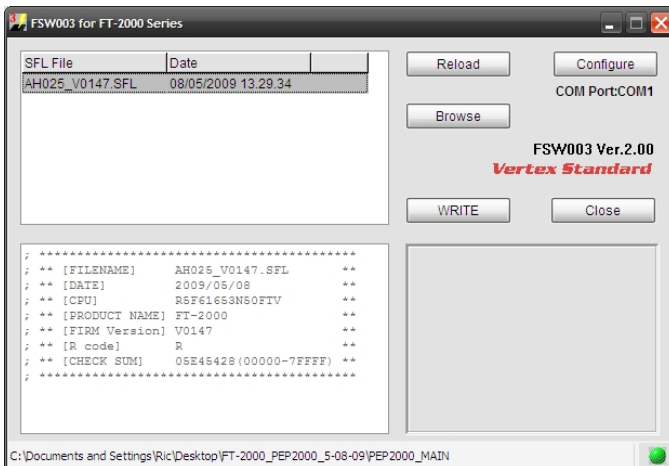 FSW003 for FT-2000 Series
SFL File Date
AH025_V0147.SFL 08/05/2009 13.29.34
Reload
Configure
COM Port:COM1
Browse
FSW003 Ver.2.00
Vertex Standard
WRITE
Close
; ******************************************
; ** [FILENAME] AH025_V0147.SFL **
; ** [DATE] 2009/05/08 **
; ** [CPU] R5F61653N50FTV **
; ** [PRODUCT NAME] FT-2000 **
; ** [FIRM Version] V0147 **
; ** [R code] R **
; ** [CHECK SUM] 05E45428(00000-7FFFF) **
; ******************************************
C:\Documents and Settings\Ric\Desktop\FT-2000_PEP2000_5-08-09\PEP2000_MAIN